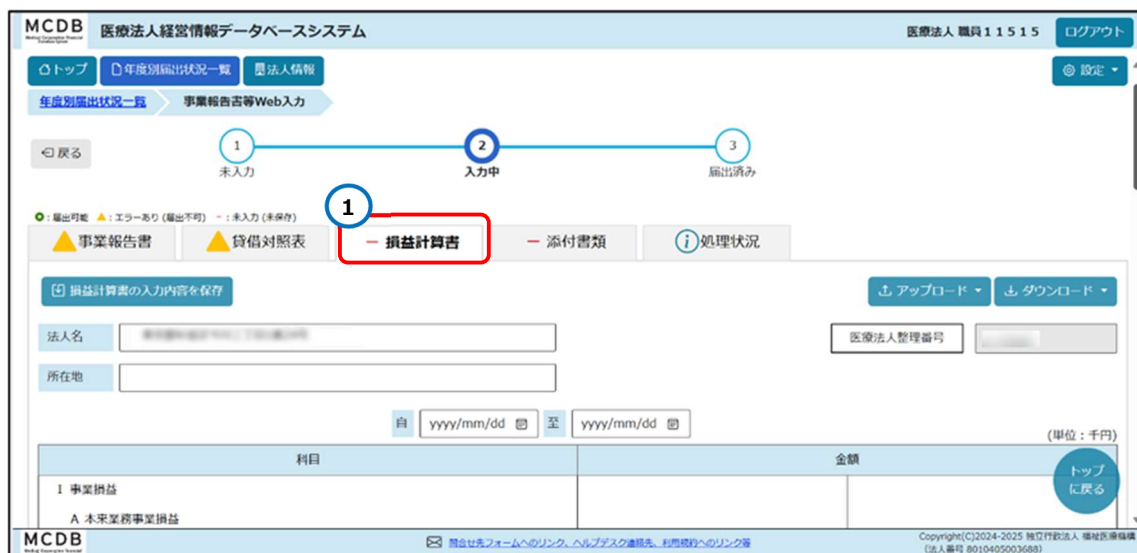 MCDB 医療法人経営情報データベースシステム 医療法人 職員11515 ログアウト
トップ 年度別届出状況一覧 法人情報 設定
年度別届出状況一覧 事業報告書等Web入力
戻る 1 2 3
未入力 入力中 届出済み
1
:届出可能 :エラーあり (届出不可) − :未入力 (未保存)
事業報告書 貸借対照表 − 損益計算書 − 添付書類 i 処理状況
損益計算書の入力内容を保存 アップロード ダウンロード
法人名 医療法人整理番号
所在地
自 yyyy/mm/dd 至 yyyy/mm/dd
(単位:千円)
科目 金額
I 事業損益
A 本来業務事業損益
トップに戻る
MCDB 問合せ先フォームへのリンク、ヘルプデスク連絡先、利用規約へのリンク等 Copyright(C)2024-2025 独立行政法人 福祉医療機構
(法人番号 8010405003688)